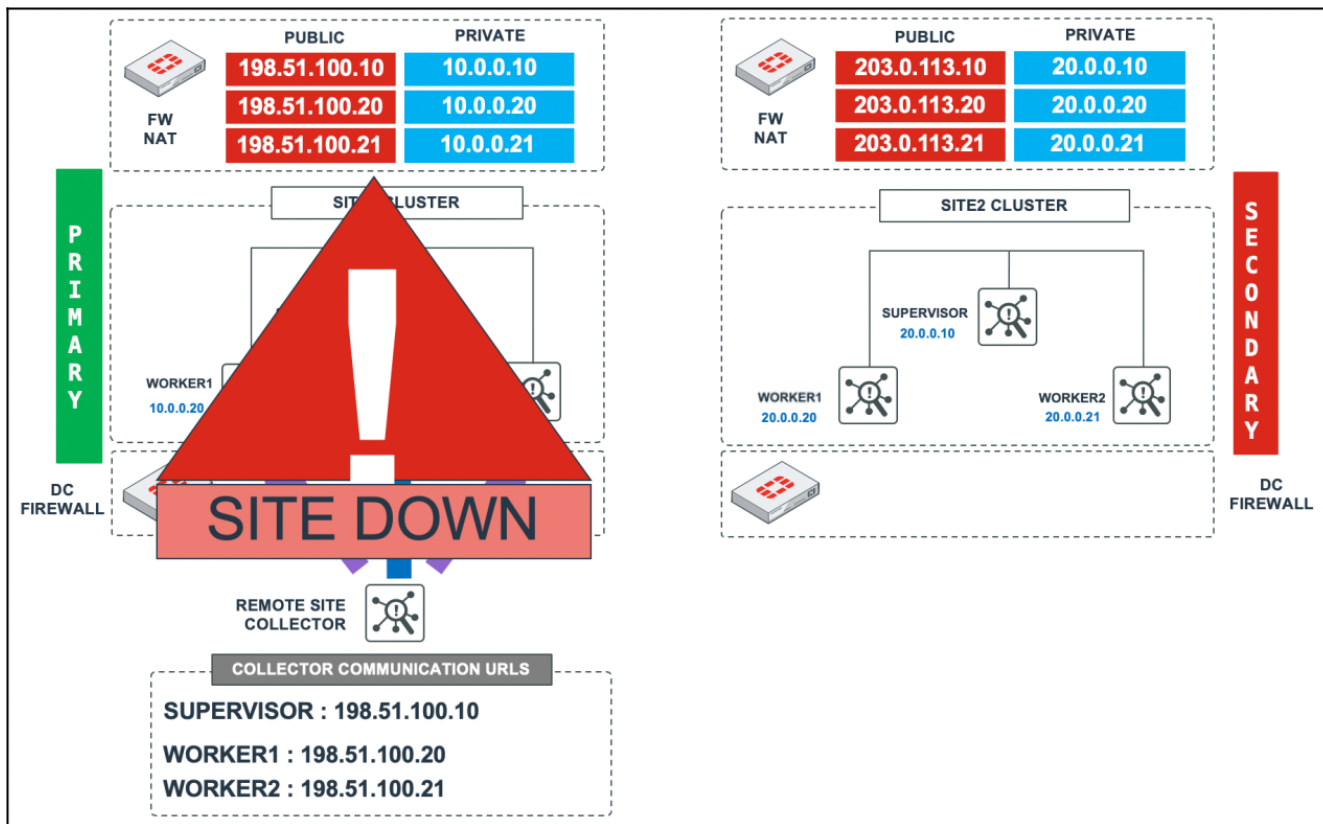 PUBLIC PRIVATE
198.51.100.10 10.0.0.10
198.51.100.20 10.0.0.20
198.51.100.21 10.0.0.21
FW
NAT
PRIMARY
CLUSTER
WORKER1
10.0.0.20
DC
FIREWALL
SITE DOWN
REMOTE SITE
COLLECTOR
COLLECTOR COMMUNICATION URLS
SUPERVISOR : 198.51.100.10
WORKER1 : 198.51.100.20
WORKER2 : 198.51.100.21
PUBLIC PRIVATE
203.0.113.10 20.0.0.10
203.0.113.20 20.0.0.20
203.0.113.21 20.0.0.21
FW
NAT
SITE2 CLUSTER
SECONDARY
SUPERVISOR
20.0.0.10
WORKER1
20.0.0.20
WORKER2
20.0.0.21
DC
FIREWALL